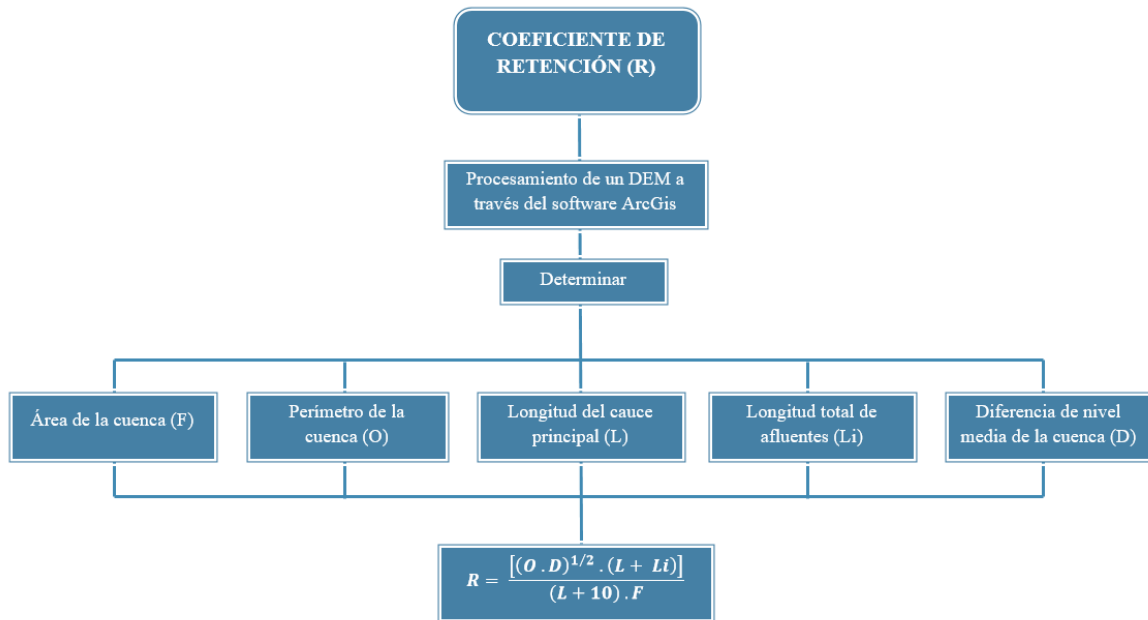 COEFICIENTE DE
RETENCIÓN (R)
Procesamiento de un DEM a
través del software ArcGis
Determinar
Área de la cuenca (F)
Perímetro de la
cuenca (O)
Longitud del cauce
principal (L)
Longitud total de
afluentes (Li)
Diferencia de nivel
media de la cuenca (D)
R = [(O . D)^1/2 . (L + Li)] / (L + 10) . F